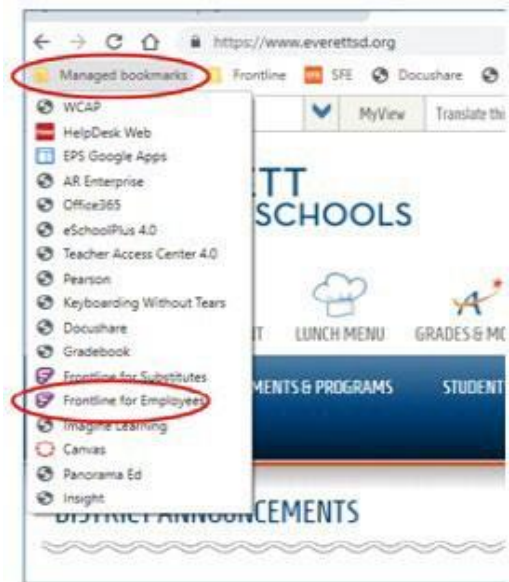 https://www.everettsd.org
Managed bookmarks Frontline SFE Docushare
WCAP
MyView Translate thi
HelpDesk Web
EPS Google Apps
AR Enterprise
TT
Office365
SCHOOLS
eSchoolPlus 4.0
Teacher Access Center 4.0
Pearson
Keyboarding Without Tears
Docushare
LUNCH MENU GRADES & MO
Gradebook
Frontline for Substitutes
MENTS & PROGRAMS STUDENT
Frontline for Employees
Imagine Learning
Canvas
Panorama Ed
Insight
DISTRICT ANNOUNCEMENTS